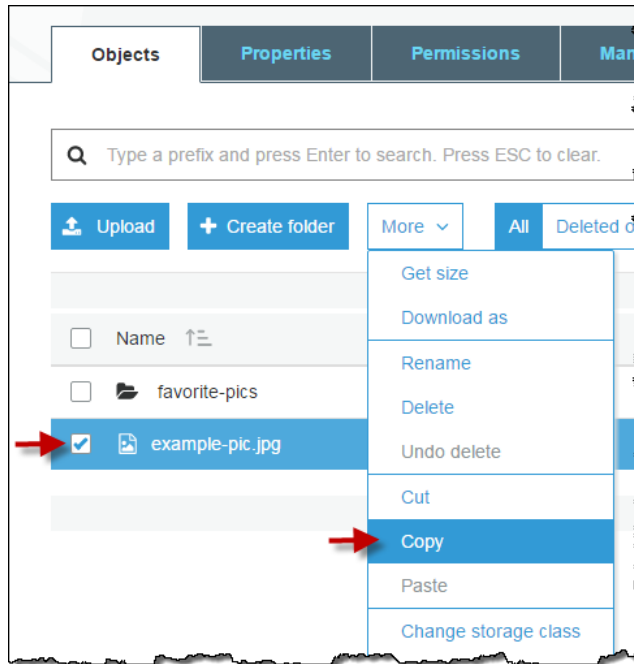 Objects Properties Permissions Man
Type a prefix and press Enter to search. Press ESC to clear.
Upload Create folder More All Deleted o
Get size
Download as
Name
Rename
favorite-pics
Delete
example-pic.jpg
Undo delete
Cut
Copy
Paste
Change storage class